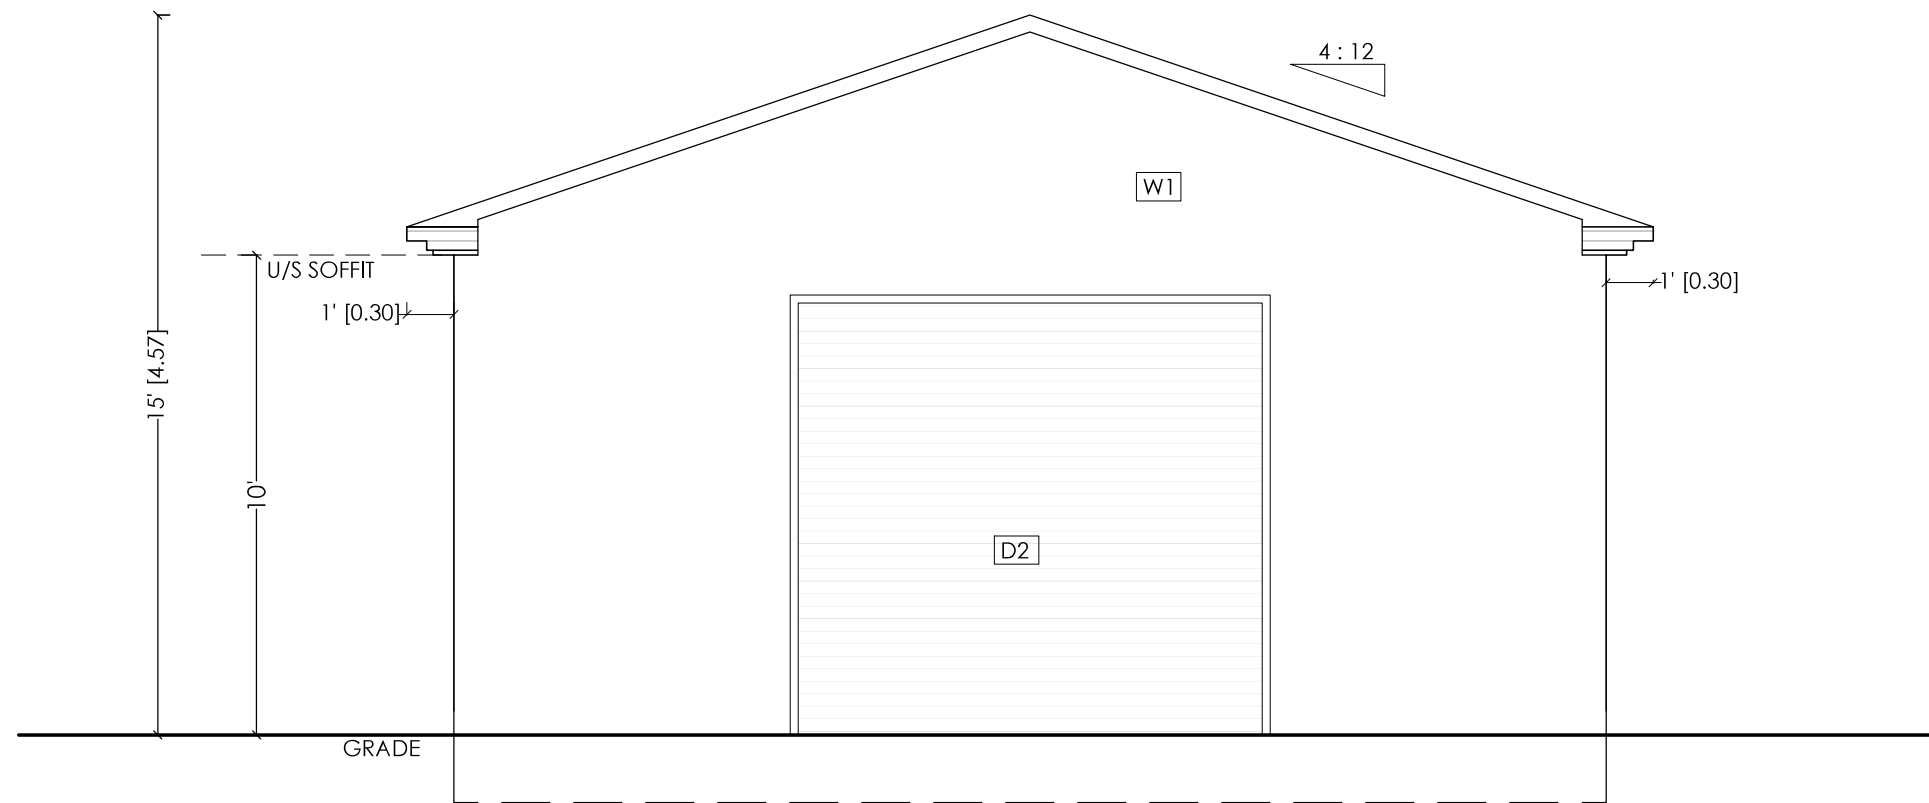 4 : 12
W1
U/S SOFFIT
1' [0.30]
1' [0.30]
15' [4.57]
10'
D2
GRADE